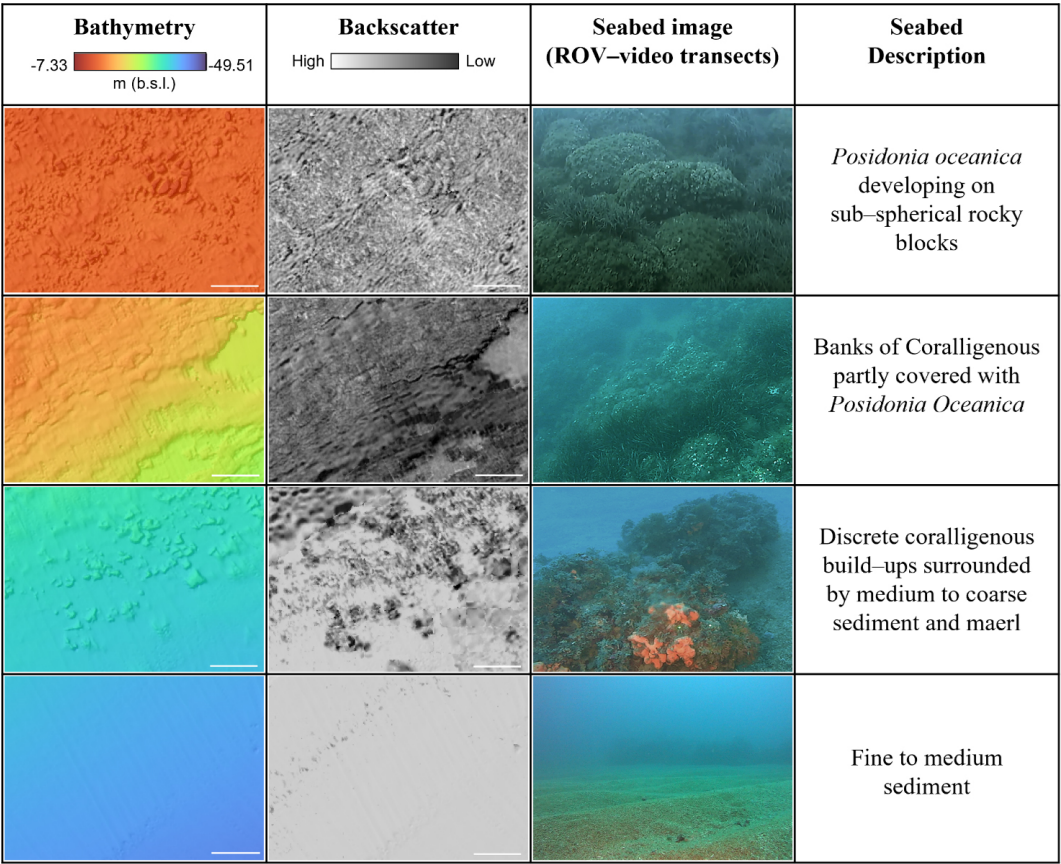 Bathymetry
-7.33 -49.51
m (b.s.l.)
Backscatter
High Low
Seabed image
(ROV–video transects)
Seabed
Description
Posidonia oceanica
developing on
sub–spherical rocky
blocks
Banks of Coralligenous
partly covered with
Posidonia Oceanica
Discrete coralligenous
build–ups surrounded
by medium to coarse
sediment and maerl
Fine to medium
sediment